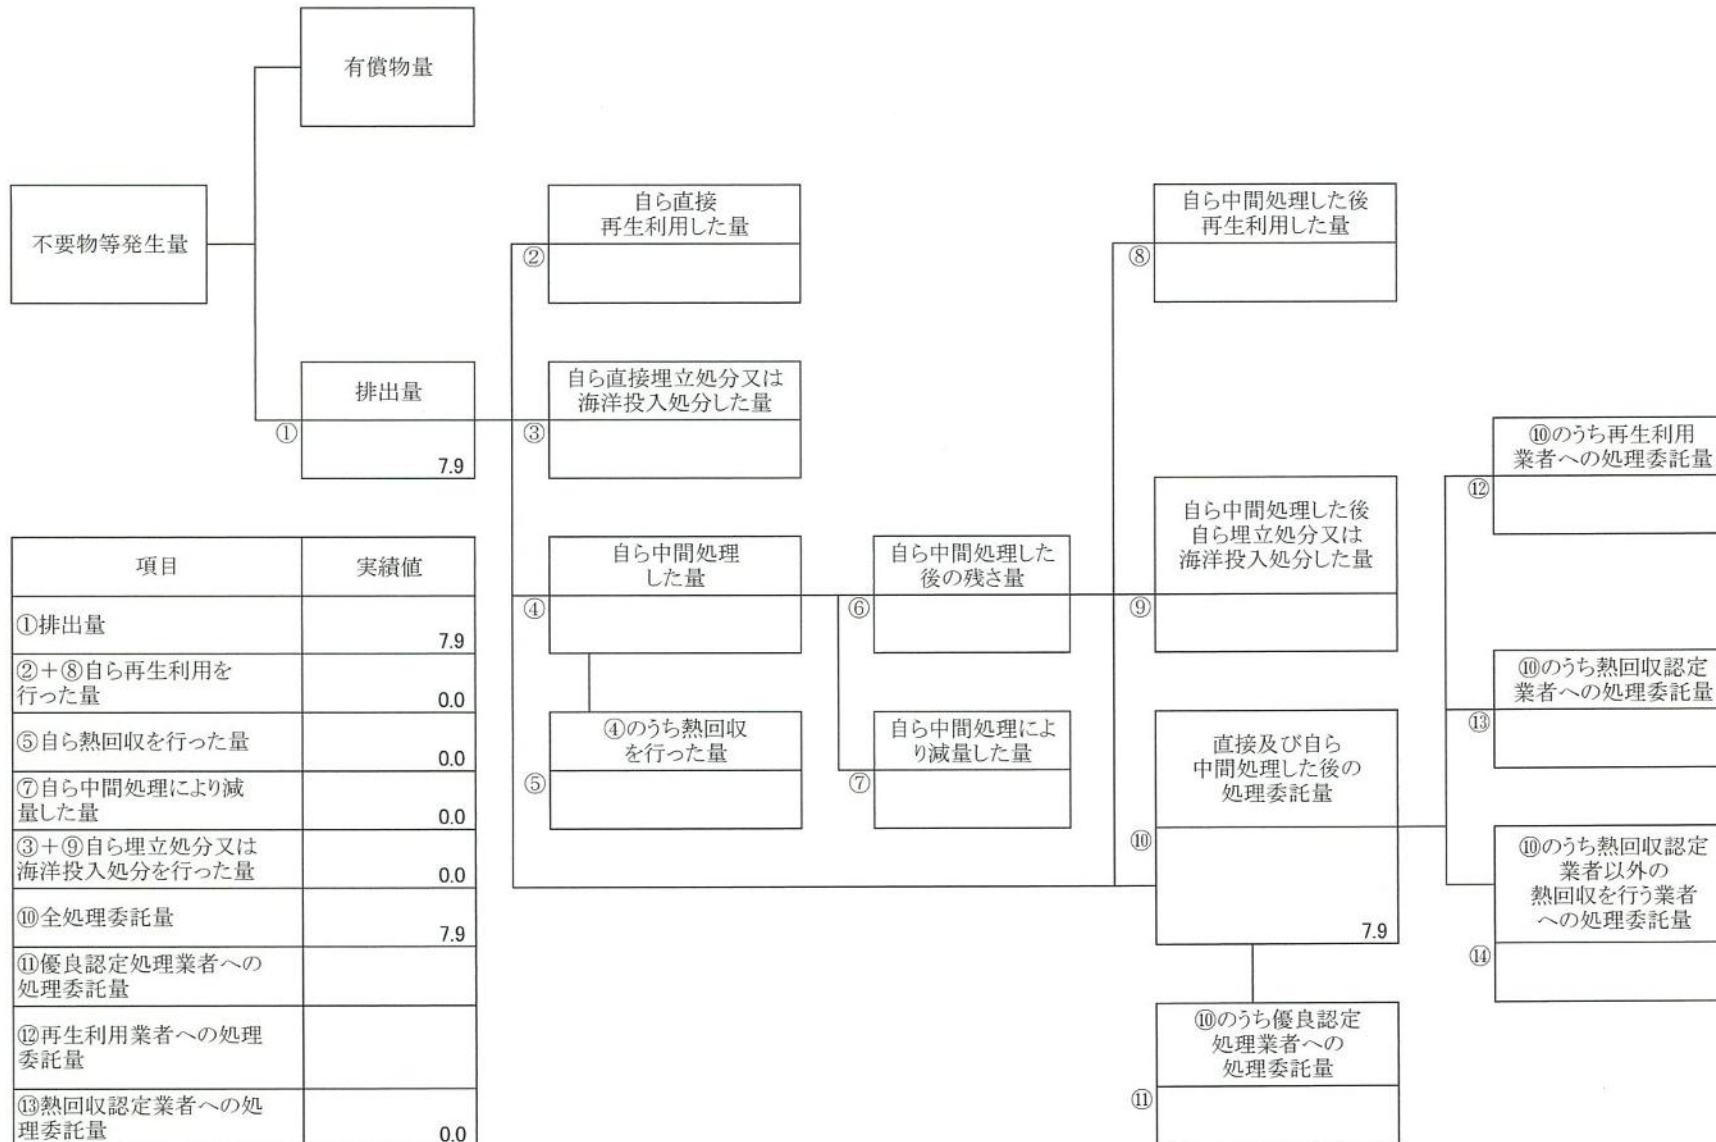 有償物量
不要物等発生量
自ら直接
再生利用した量
②
自ら中間処理した後
再生利用した量
⑧
排出量
①
7.9
自ら直接埋立処分又は
海洋投入処分した量
③
⑩のうち再生利用
業者への処理委託量
⑫
自ら中間処理
した量
④
自ら中間処理した
後の残さ量
⑥
自ら中間処理した後
自ら埋立処分又は
海洋投入処分した量
⑨
⑩のうち熱回収認定
業者への処理委託量
⑬
④のうち熱回収
を行った量
⑤
自ら中間処理によ
り減量した量
⑦
直接及び自ら
中間処理した後の
処理委託量
⑩
7.9
⑩のうち熱回収認定
業者以外の
熱回収を行う業者
への処理委託量
⑭
⑩のうち優良認定
処理業者への
処理委託量
⑪
項目 実績値
①排出量 7.9
②+⑧自ら再生利用を
行った量 0.0
⑤自ら熱回収を行った量 0.0
⑦自ら中間処理により減
量した量 0.0
③+⑨自ら埋立処分又は
海洋投入処分を行った量 0.0
⑩全処理委託量 7.9
⑪優良認定処理業者への
処理委託量
⑫再生利用業者への処理
委託量
⑬熱回収認定業者への処
理委託量 0.0